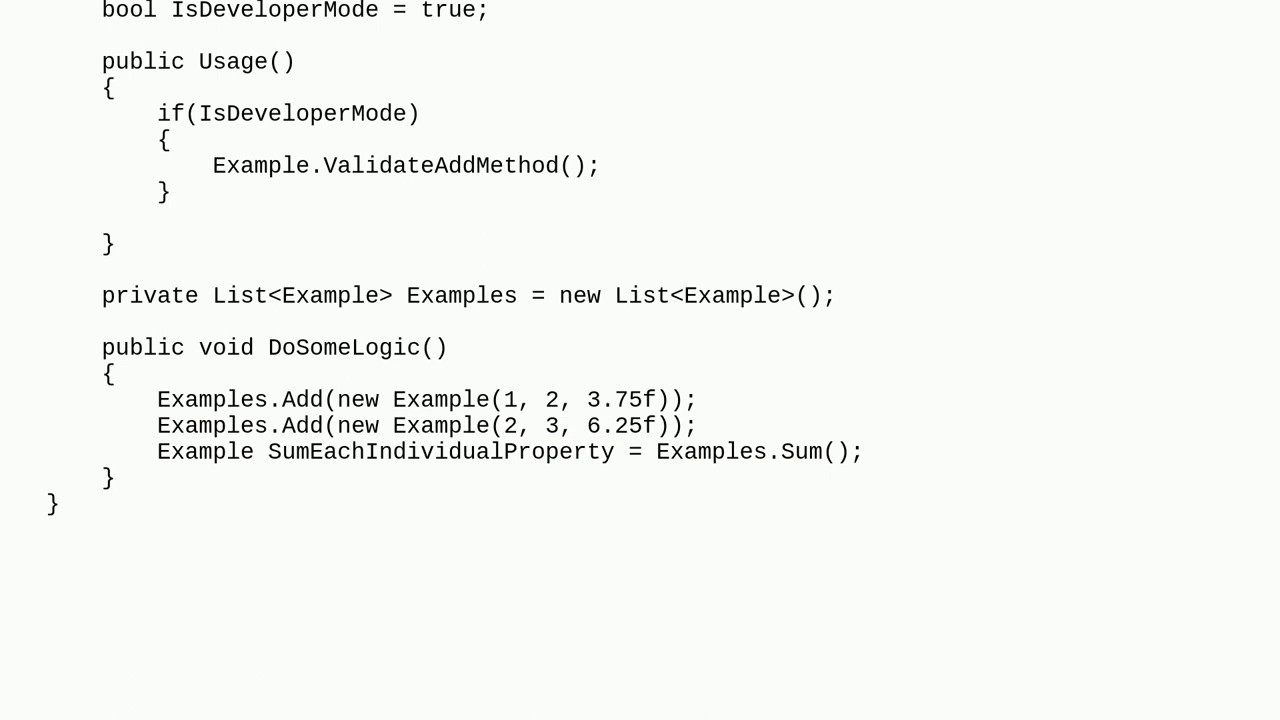 bool IsDeveloperMode = true;
public Usage()
{
if(IsDeveloperMode)
{
Example.ValidateAddMethod();
}
}
private List<Example> Examples = new List<Example>();
public void DoSomeLogic()
{
Examples.Add(new Example(1, 2, 3.75f));
Examples.Add(new Example(2, 3, 6.25f));
Example SumEachIndividualProperty = Examples.Sum();
}
}